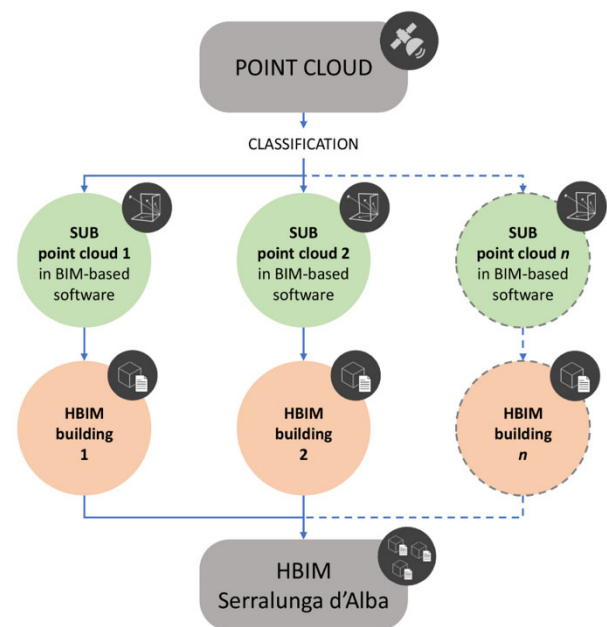 POINT CLOUD
CLASSIFICATION
SUB
point cloud 1
in BIM-based
software
SUB
point cloud 2
in BIM-based
software
SUB
point cloud n
in BIM-based
software
HBIM
building
1
HBIM
building
2
HBIM
building
n
HBIM
Serralunga d’Alba